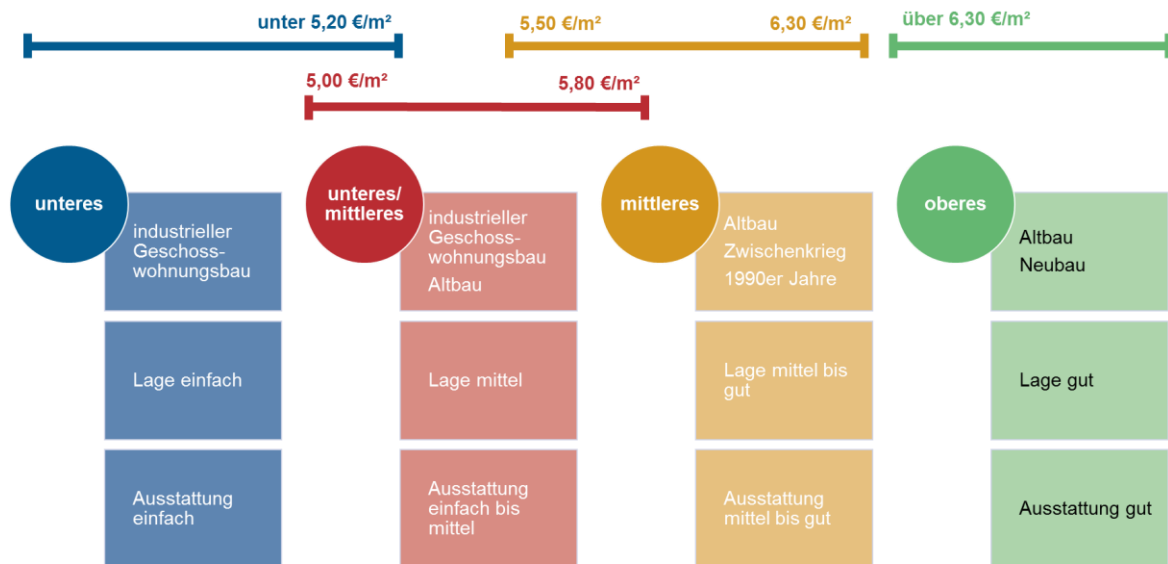 unter 5,20 €/m²
5,50 €/m²
6,30 €/m²
über 6,30 €/m²
5,00 €/m²
5,80 €/m²
unteres
industrieller
Geschoss-
wohnungsbau
Lage einfach
Ausstattung
einfach
unteres/
mittleres
industrieller
Geschoss-
wohnungsbau
Altbau
Lage mittel
Ausstattung
einfach bis
mittel
mittleres
Altbau
Zwischenkrieg
1990er Jahre
Lage mittel bis
gut
Ausstattung
mittel bis gut
oberes
Altbau
Neubau
Lage gut
Ausstattung gut